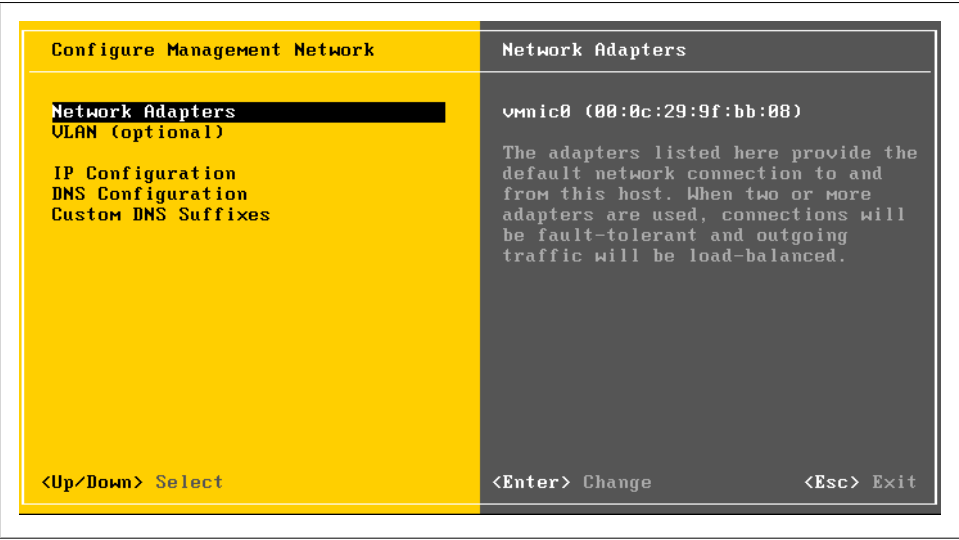 Configure Management Network
Network Adapters
Network Adapters
VLAN (optional)
IP Configuration
DNS Configuration
Custom DNS Suffixes
vmnic0 (00:0c:29:9f:bb:08)
The adapters listed here provide the
default network connection to and
from this host. When two or more
adapters are used, connections will
be fault-tolerant and outgoing
traffic will be load-balanced.
<Up/Down> Select
<Enter> Change
<Esc> Exit